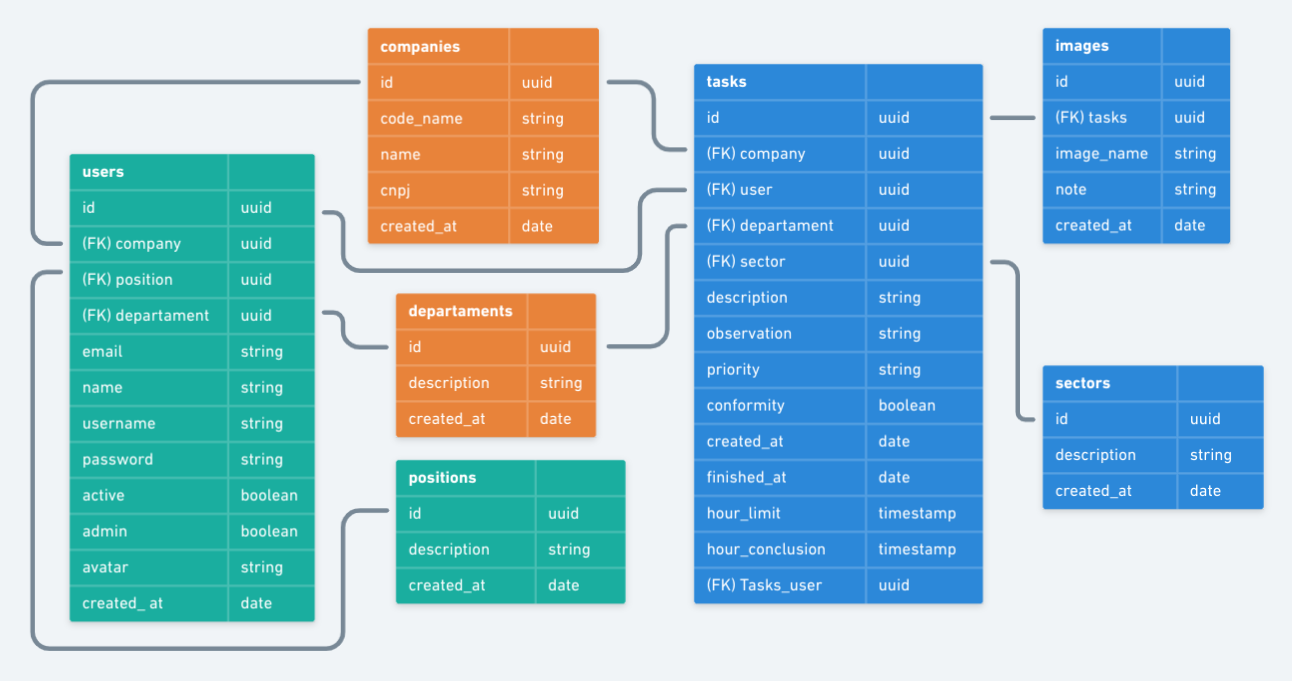 companies
id uuid
code_name string
name string
cnpj string
created_at date
users
id uuid
(FK) company uuid
(FK) position uuid
(FK) departament uuid
email string
name string
username string
password string
active boolean
admin boolean
avatar string
created_ at date
departaments
id uuid
description string
created_at date
positions
id uuid
description string
created_at date
tasks
id uuid
(FK) company uuid
(FK) user uuid
(FK) departament uuid
(FK) sector uuid
description string
observation string
priority string
conformity boolean
created_at date
finished_at date
hour_limit timestamp
hour_conclusion timestamp
(FK) Tasks_user uuid
images
id uuid
(FK) tasks uuid
image_name string
note string
created_at date
sectors
id uuid
description string
created_at date